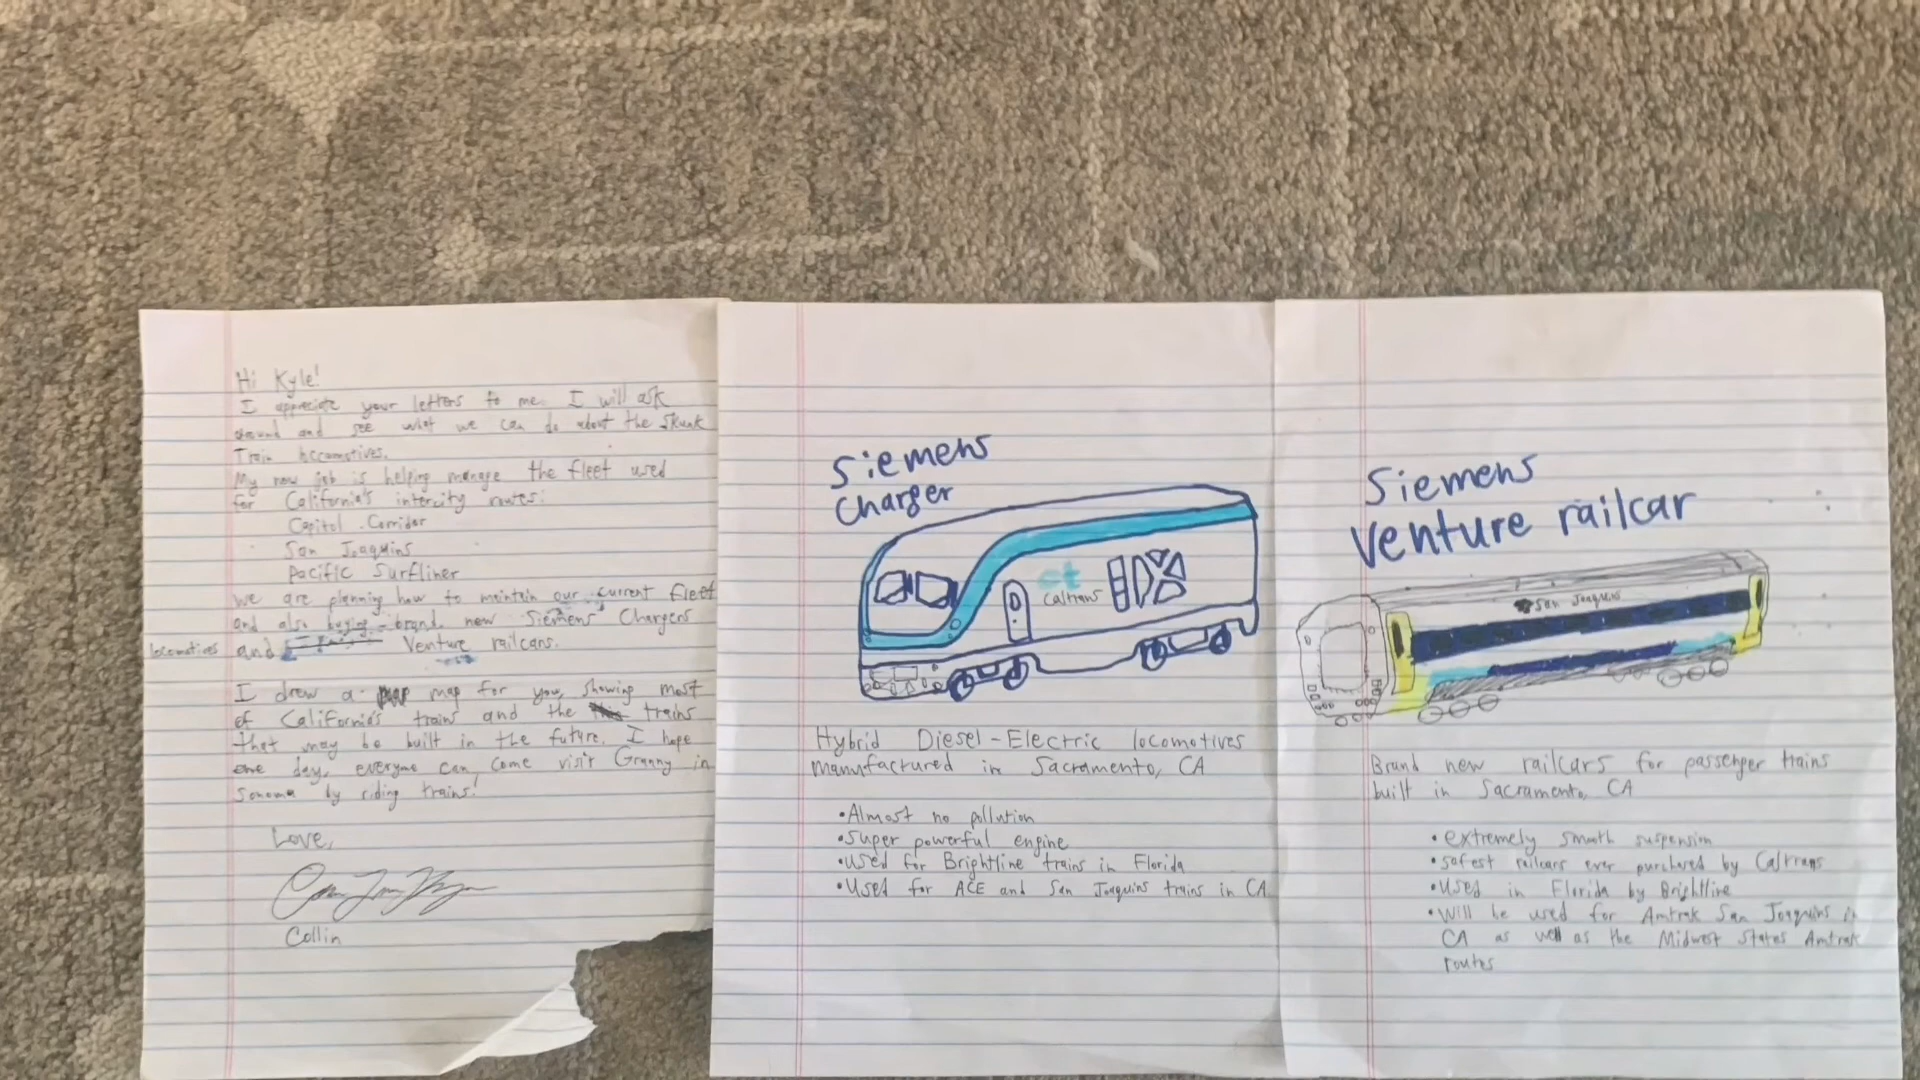 Hi Kyle!
I appreciate your letters to me. I will ask
around and see what we can do about the Skunk
Train locomotives.
My new job is helping manage the fleet used
for California's intercity routes:
Capitol Corridor
San Joaquins
Pacific Surfliner
we are planning how to maintain our current fleet
and also buying brand new Siemens Chargers
locomotives and Venture railcars.
I drew a map for you, showing most
of California's trains and the trains
that may be built in the future. I hope
one day, everyone can come visit Granny in
Sonoma by riding trains!
Love,
Collin
Siemens
Charger
ct
Caltrans
Hybrid Diesel-Electric locomotives
manufactured in Sacramento, CA
•Almost no pollution
•Super powerful engine
•Used for Brightline trains in Florida
•Used for ACE and San Joaquins trains in CA
Siemens
Venture railcar
San Joaquins
Brand new railcars for passenger trains
built in Sacramento, CA
•extremely smooth suspension
•safest railcars ever purchased by Caltrans
•Used in Florida by Brightline
•Will be used for Amtrak San Joaquins in
CA as well as the Midwest States Amtrak
routes